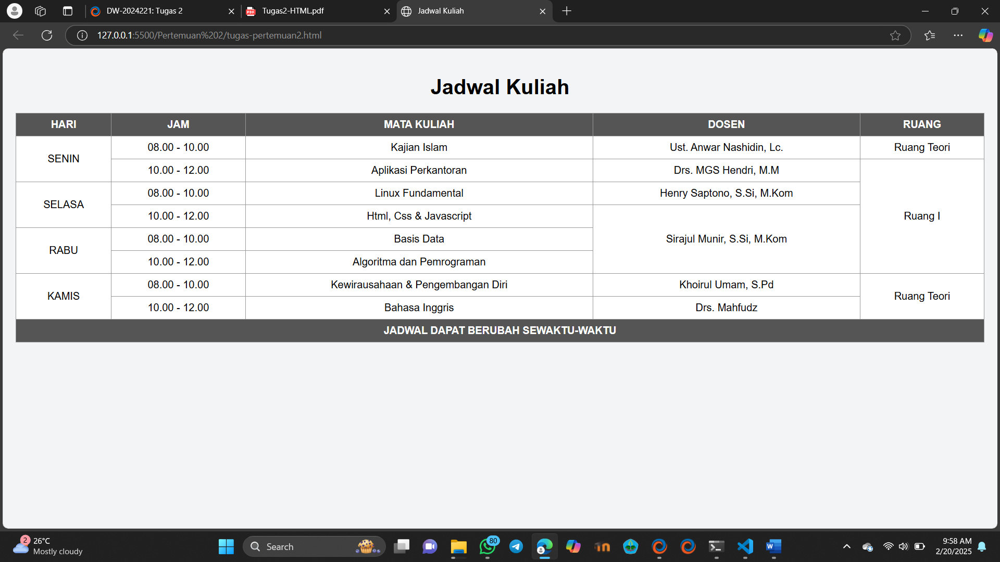 DW-2024221: Tugas 2
Tugas2-HTML.pdf
Jadwal Kuliah
127.0.0.1:5500/Pertemuan%202/tugas-pertemuan2.html
Jadwal Kuliah
HARI JAM MATA KULIAH DOSEN RUANG
SENIN 08.00 - 10.00 Kajian Islam Ust. Anwar Nashidin, Lc. Ruang Teori
10.00 - 12.00 Aplikasi Perkantoran Drs. MGS Hendri, M.M Ruang I
SELASA 08.00 - 10.00 Linux Fundamental Henry Saptono, S.Si, M.Kom
10.00 - 12.00 Html, Css & Javascript Sirajul Munir, S.Si, M.Kom
RABU 08.00 - 10.00 Basis Data
10.00 - 12.00 Algoritma dan Pemrograman
KAMIS 08.00 - 10.00 Kewirausahaan & Pengembangan Diri Khoirul Umam, S.Pd Ruang Teori
10.00 - 12.00 Bahasa Inggris Drs. Mahfudz
JADWAL DAPAT BERUBAH SEWAKTU-WAKTU
2
26°C
Mostly cloudy
Search
80
9:58 AM
2/20/2025